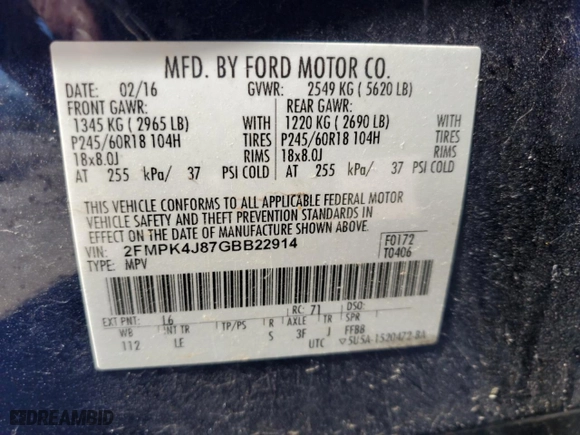 MFD. BY FORD MOTOR CO.
DATE: 02/16 GVWR: 2549 KG ( 5620 LB)
FRONT GAWR: REAR GAWR:
1345 KG ( 2965 LB) WITH 1220 KG ( 2690 LB) WITH
P245/60R18 104H TIRES P245/60R18 104H TIRES
18x8.0J RIMS 18x8.0J RIMS
AT 255 kPa/ 37 PSI COLD AT 255 kPa/ 37 PSI COLD
THIS VEHICLE CONFORMS TO ALL APPLICABLE FEDERAL MOTOR
VEHICLE SAFETY AND THEFT PREVENTION STANDARDS IN
EFFECT ON THE DATE OF MANUFACTURE SHOWN ABOVE.
VIN: 2FMPK4J87GBB22914 F0172
TYPE: MPV T0406
EXT PNT: L6 RC: 71 DSO:
WB INT TR TP/PS R AXLE TR SPR
112 LE S 3F J FFB8
UTC ▽5U5A-1520472-BA
DREAMBID